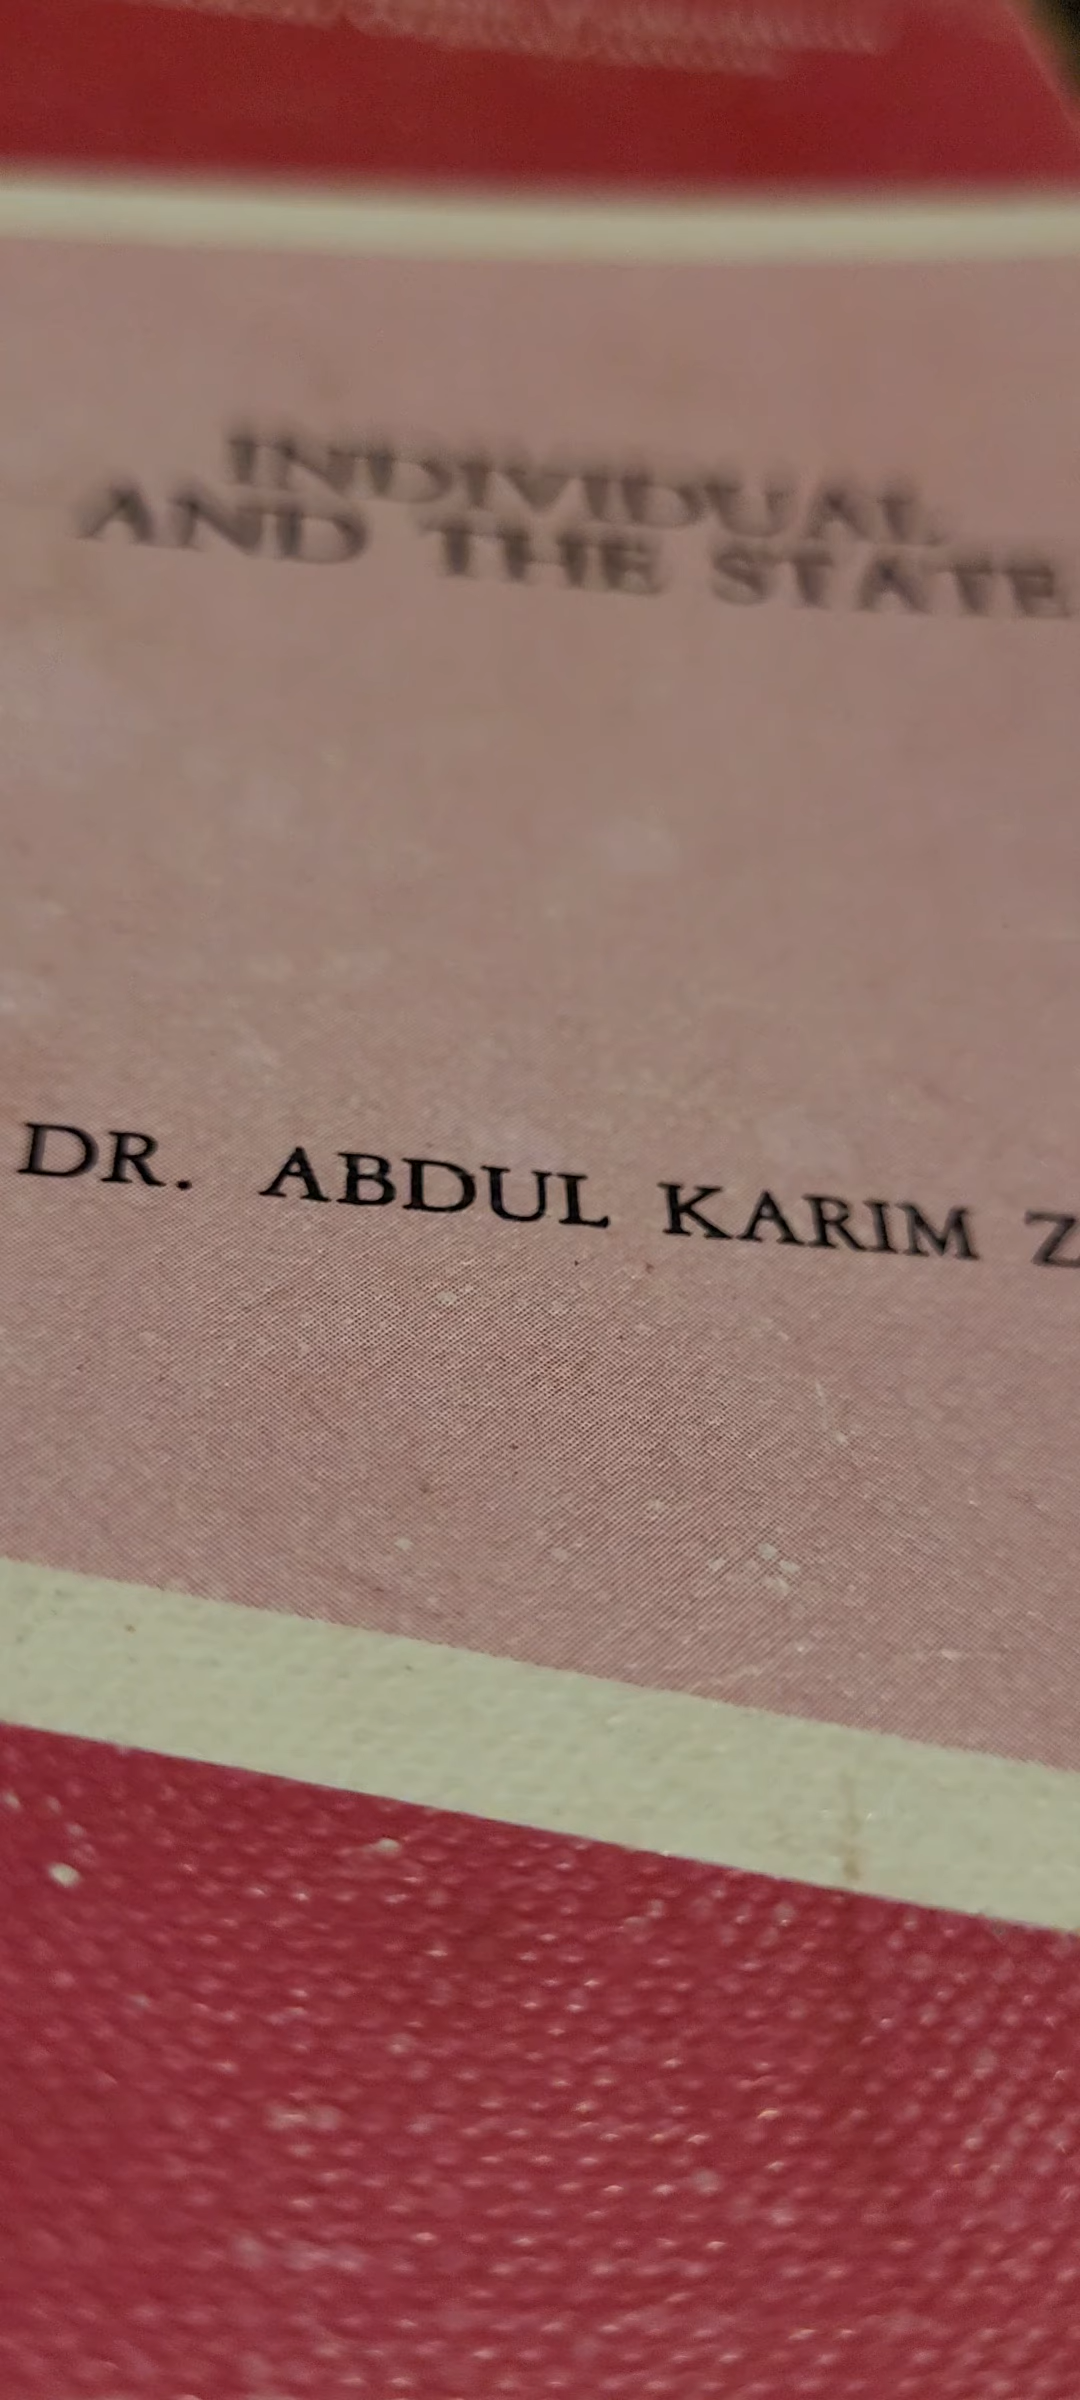 INDIVIDUAL
AND THE STATE
DR. ABDUL KARIM Z